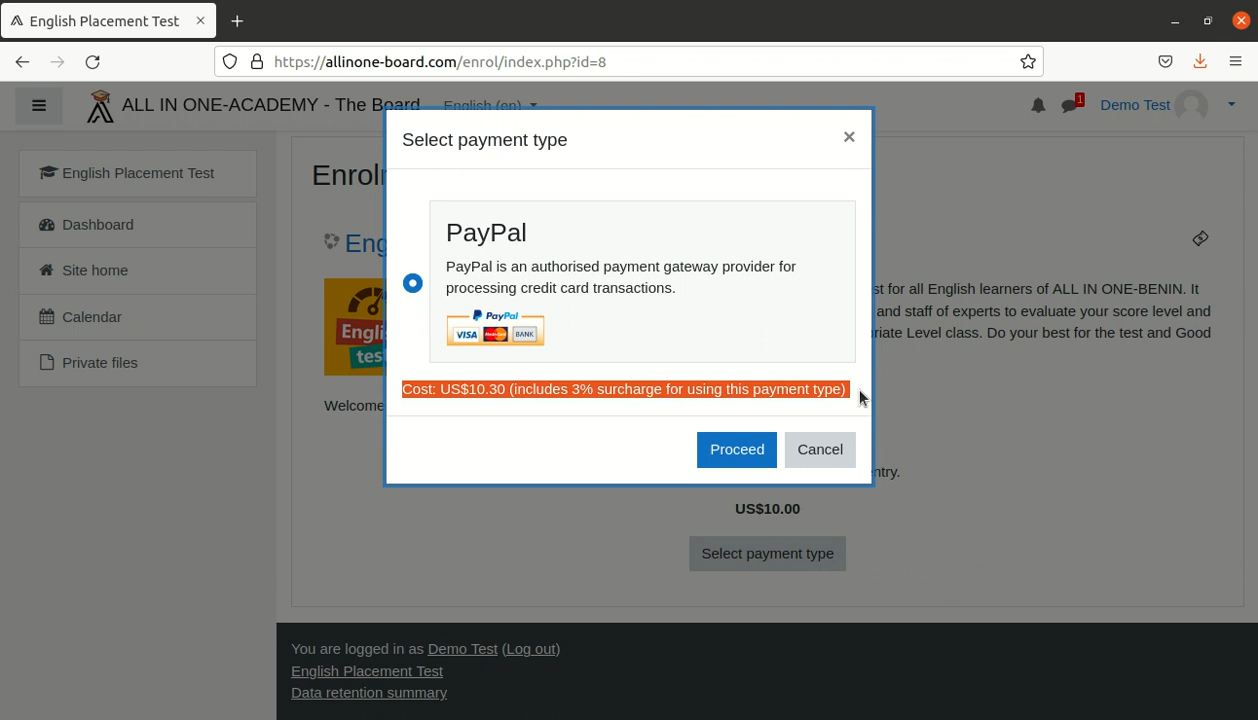 English Placement Test
https://allinone-board.com/enrol/index.php?id=8
ALL IN ONE-ACADEMY - The Board
English (en)
1
Demo Test
English Placement Test
Dashboard
Site home
Calendar
Private files
Select payment type
×
PayPal
PayPal is an authorised payment gateway provider for
processing credit card transactions.
PayPal
VISA
MasterCard
BANK
Cost: US$10.30 (includes 3% surcharge for using this payment type)
Proceed
Cancel
st for all English learners of ALL IN ONE-BENIN. It
and staff of experts to evaluate your score level and
riate Level class. Do your best for the test and Good
Welcome
ntry.
US$10.00
Select payment type
You are logged in as Demo Test (Log out)
English Placement Test
Data retention summary